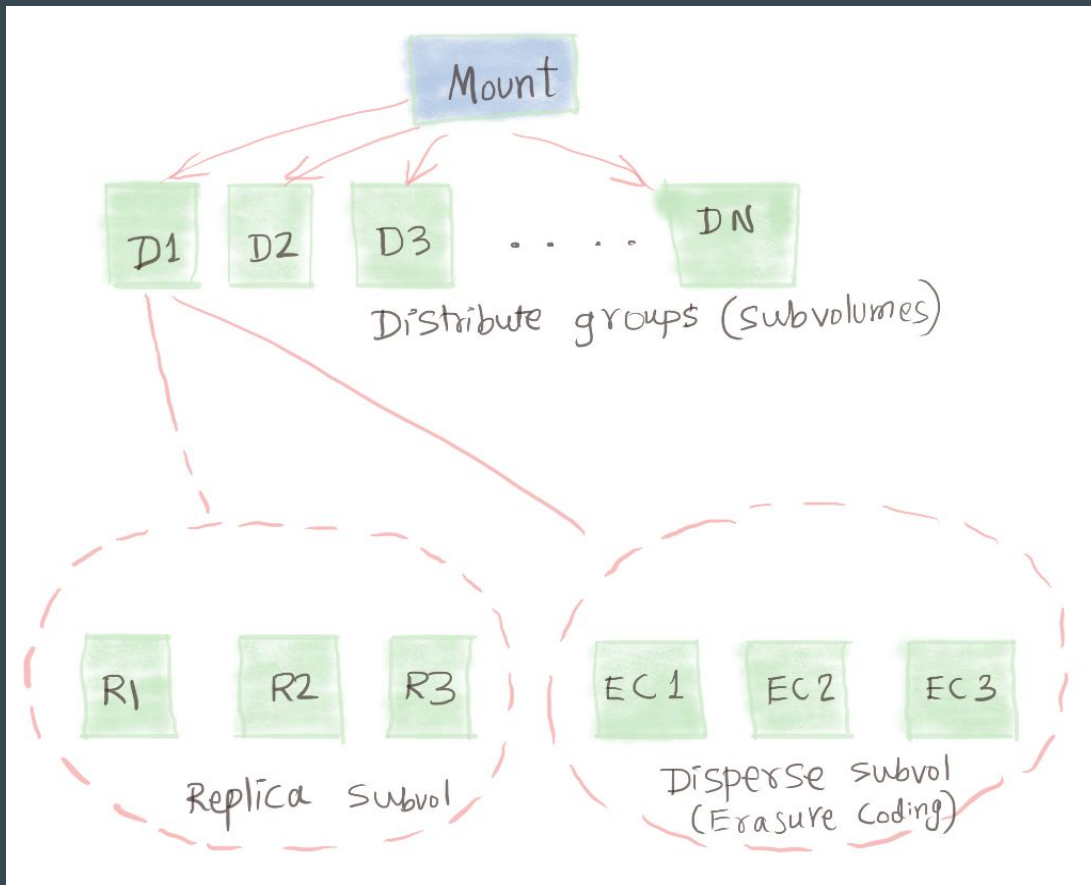 Mount
D1 D2 D3 . . . . DN
Distribute groups (subvolumes)
R1 R2 R3 EC1 EC2 EC3
Replica subvol
Disperse subvol
(Erasure coding)